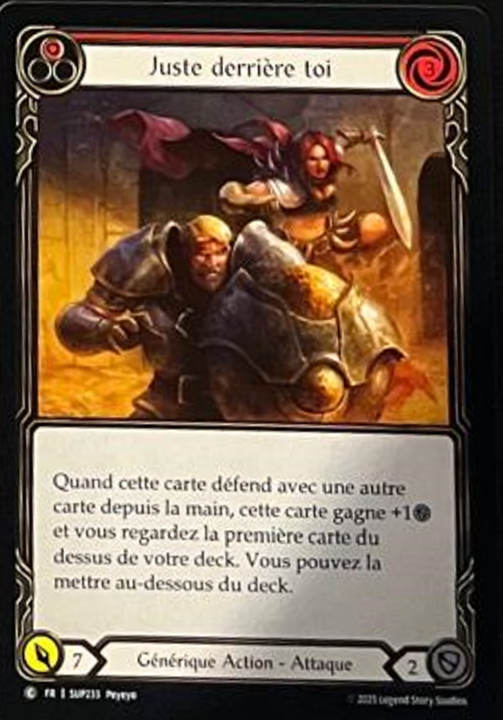 Juste derrière toi
3
Quand cette carte défend avec une autre
carte depuis la main, cette carte gagne +1
et vous regardez la première carte du
dessus de votre deck. Vous pouvez la
mettre au-dessous du deck.
7
Générique Action - Attaque
2
C FR SUP233 Peyeyo
© 2025 Legend Story Studios